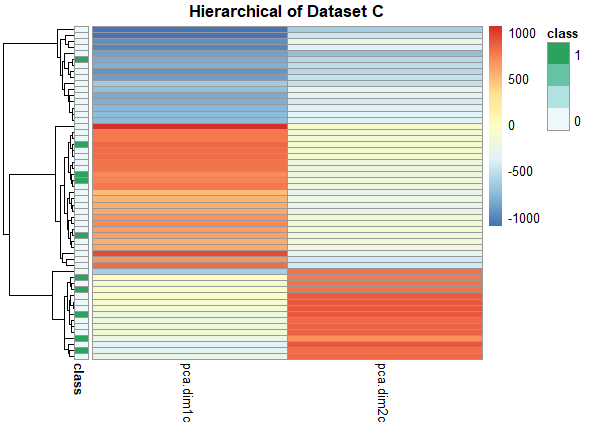 Hierarchical of Dataset C
1000
500
0
-500
-1000
class
1
0
class
pca.dim1c
pca.dim2c